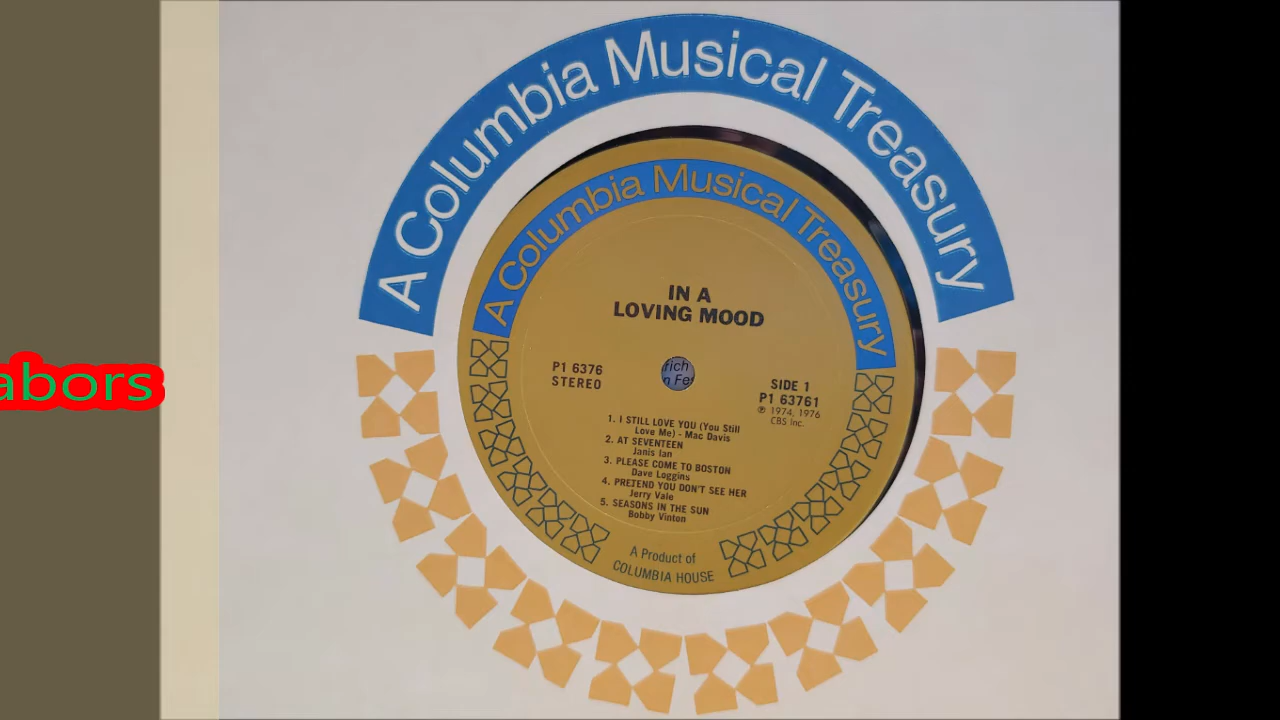 A Columbia Musical Treasury
A Columbia Musical Treasury
IN A
LOVING MOOD
P1 6376
STEREO
SIDE 1
P1 63761
℗ 1974, 1976
CBS Inc.
1. I STILL LOVE YOU (You Still
Love Me) - Mac Davis
2. AT SEVENTEEN
Janis Ian
3. PLEASE COME TO BOSTON
Dave Loggins
4. PRETEND YOU DON'T SEE HER
Jerry Vale
5. SEASONS IN THE SUN
Bobby Vinton
A Product of
COLUMBIA HOUSE
abors